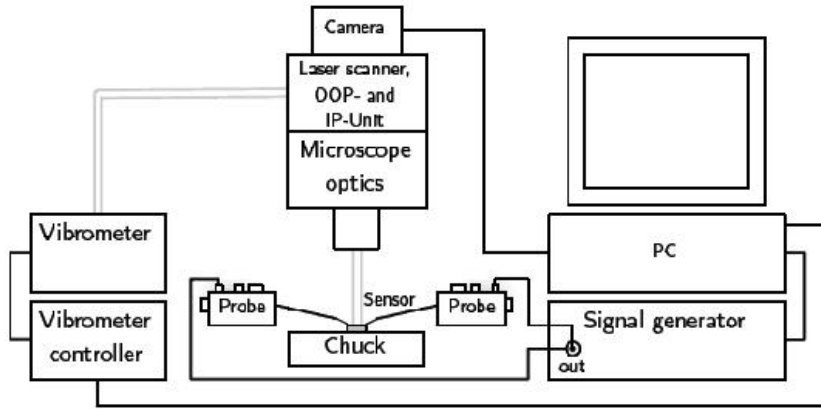 Camera
Laser scanner,
OOP- and
IP-Unit
Microscope
optics
Vibrometer
PC
Probe
Sensor
Probe
Vibrometer
controller
Chuck
Signal generator
out